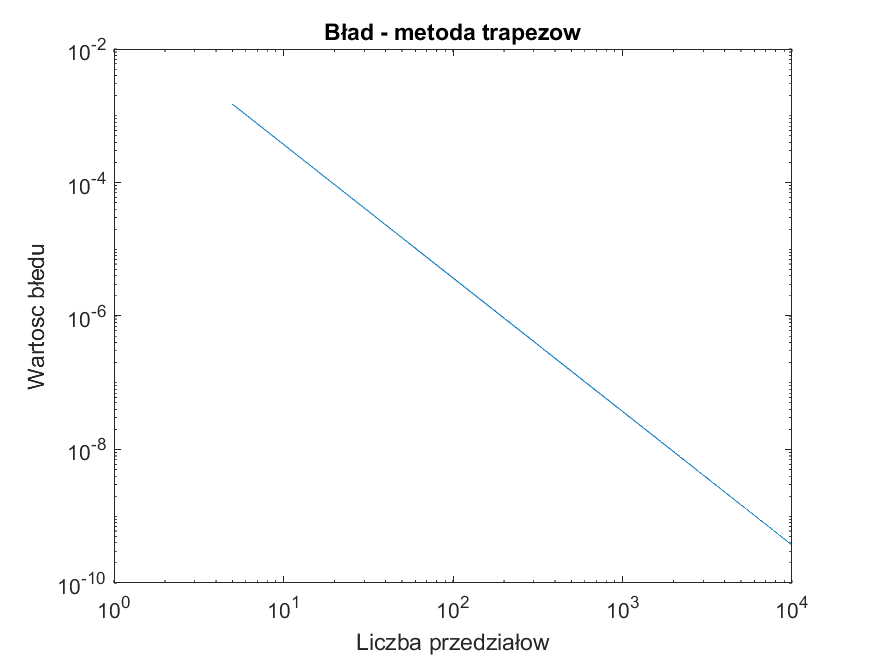 Bład - metoda trapezow
10^-2
10^-4
10^-6
10^-8
10^-10
Wartosc błedu
10^0 10^1 10^2 10^3 10^4
Liczba przedziałow